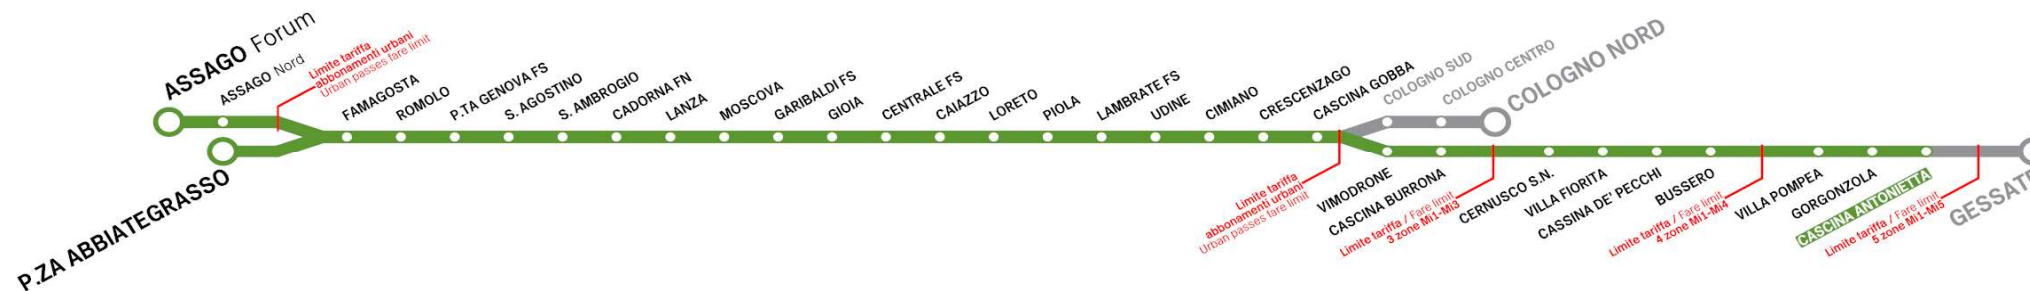 ASSAGO Forum
ASSAGO Nord
Limite tariffa
abbonamenti urbani
Urban passes fare limit
P.ZA ABBIATEGRASSO
FAMAGOSTA
ROMOLO
P.TA GENOVA FS
S. AGOSTINO
S. AMBROGIO
CADORNA FN
LANZA
MOSCOVA
GARIBALDI FS
GIOIA
CENTRALE FS
CAIAZZO
LORETO
PIOLA
LAMBRATE FS
UDINE
CIMIANO
CRESCENZAGO
CASCINA GOBBA
COLOGNO SUD
COLOGNO CENTRO
COLOGNO NORD
Limite tariffa
abbonamenti urbani
Urban passes fare limit
VIMODRONE
CASCINA BURRONA
Limite tariffa / Fare limit
3 zone Mi1-Mi3
CERNUSCO S.N.
VILLA FIORITA
CASSINA DE' PECCHI
BUSSERO
Limite tariffa / Fare limit
4 zone Mi1-Mi4
VILLA POMPEA
GORGONZOLA
CASCINA ANTONIETTA
Limite tariffa / Fare limit
5 zone Mi1-Mi5